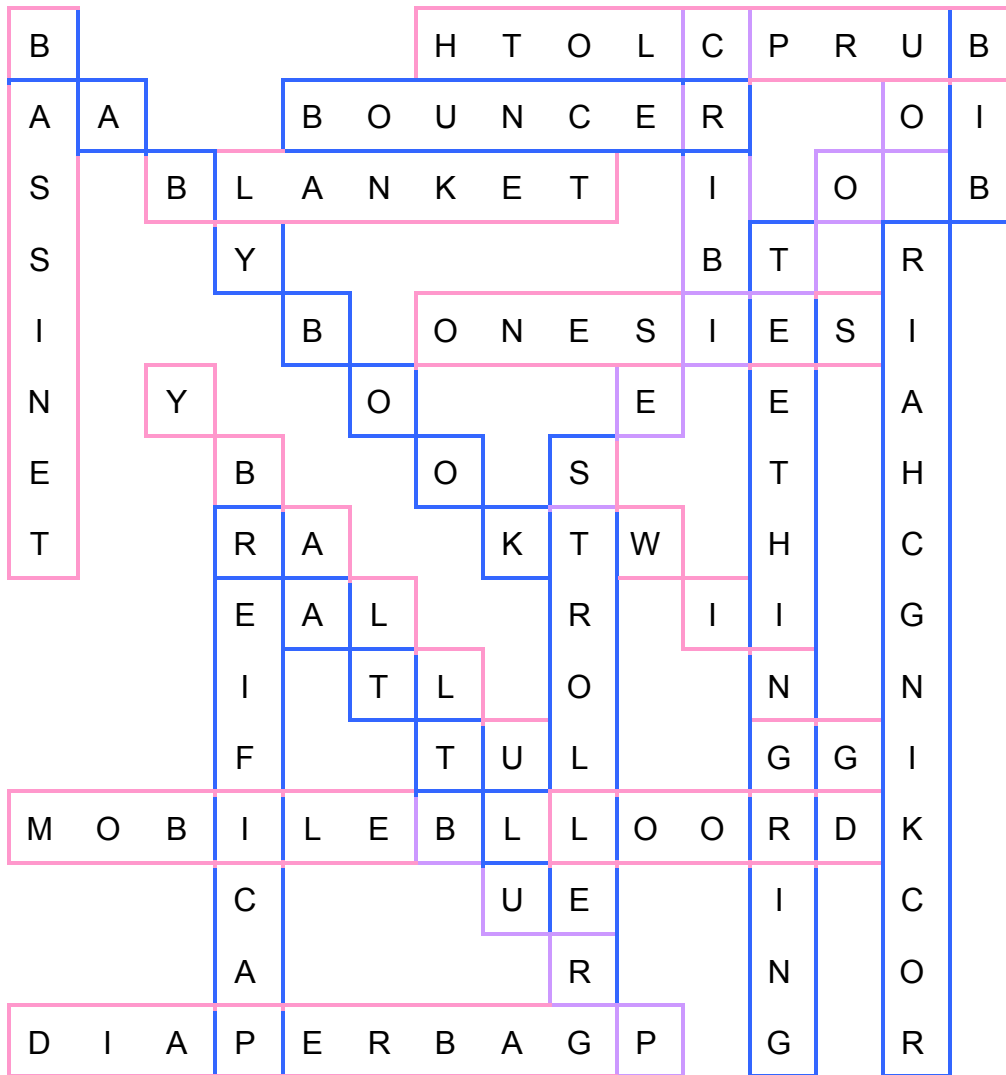 B H T O L C P R U B
A A B O U N C E R O I
S B L A N K E T I O B
S Y B T R
I B O N E S I E S I
N Y O E E A
E B O S T H
T R A K T W H C
E A L R I I G
I T L O N N
F T U L G G I
M O B I L E B L L O O R D K
C U E I C
A R N O
D I A P E R B A G P G R